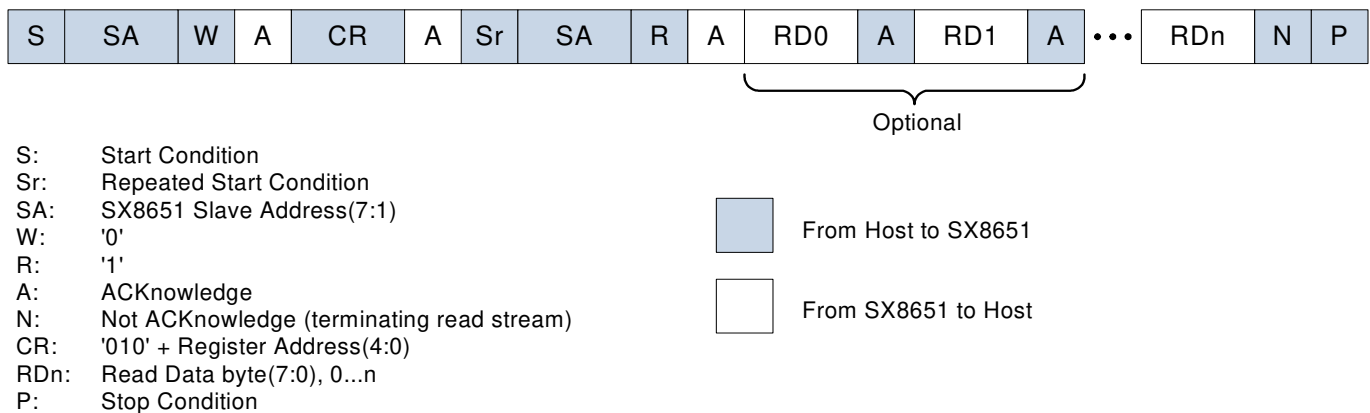 S SA W A CR A Sr SA R A RD0 A RD1 A ••• RDn N P
Optional
S: Start Condition
Sr: Repeated Start Condition
SA: SX8651 Slave Address(7:1)
W: '0'
R: '1'
A: ACKnowledge
N: Not ACKnowledge (terminating read stream)
CR: '010' + Register Address(4:0)
RDn: Read Data byte(7:0), 0...n
P: Stop Condition
From Host to SX8651
From SX8651 to Host